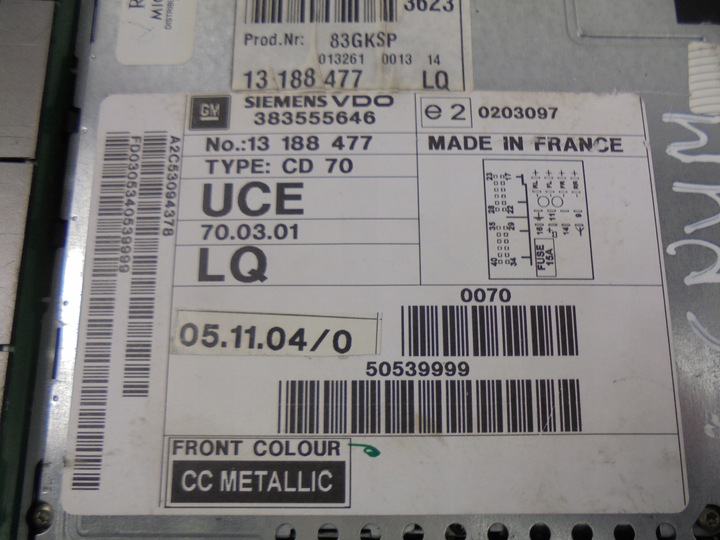 3623
Prod.Nr: 83GKSP
013261 0013 14
13 188 477 LQ
GM SIEMENS VDO
383555646
e 2 0203097
No.:13 188 477
MADE IN FRANCE
TYPE: CD 70
UCE
70.03.01
LQ
FUSE
15A
0070
05.11.04/0
50539999
FRONT COLOUR
CC METALLIC
A2C53094378
FD0305340539999